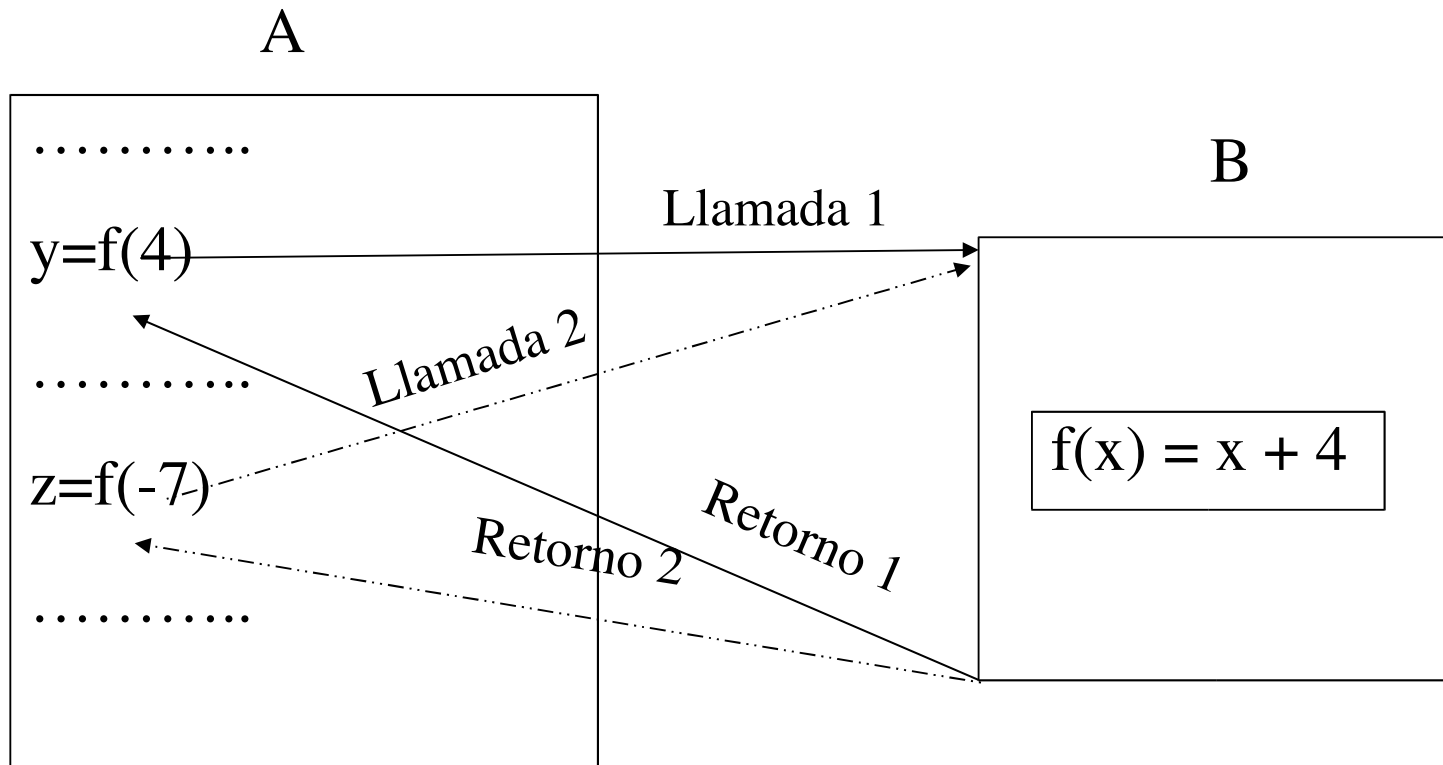 A
………..
y=f(4)
………..
z=f(-7)
………..
Llamada 1
Llamada 2
Retorno 1
Retorno 2
B
f(x) = x + 4